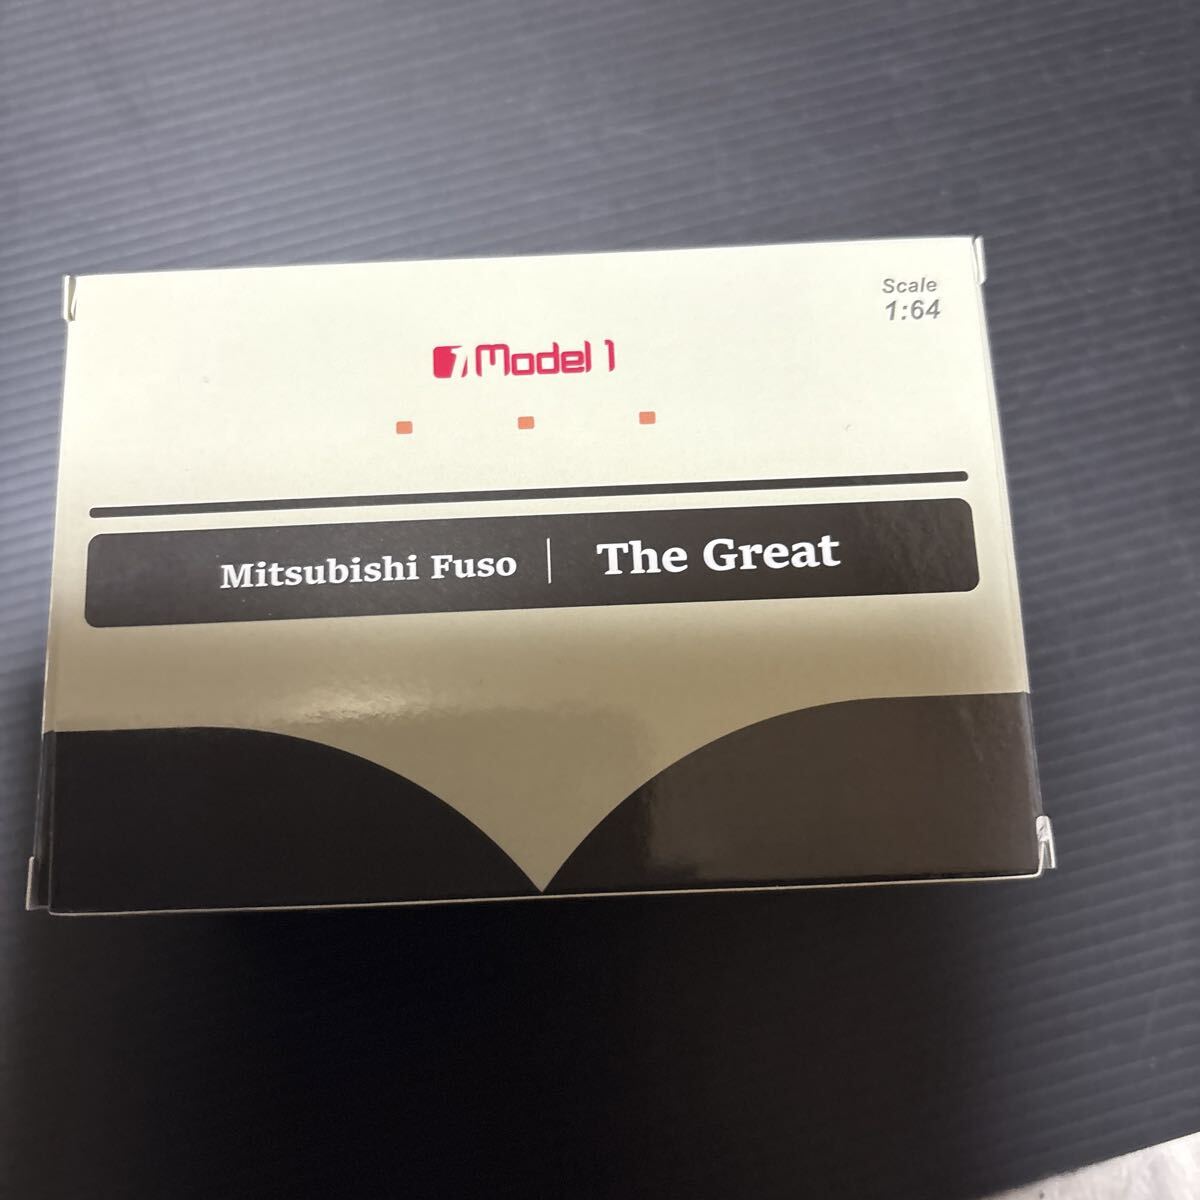 Scale
1:64
Model 1
Mitsubishi Fuso | The Great